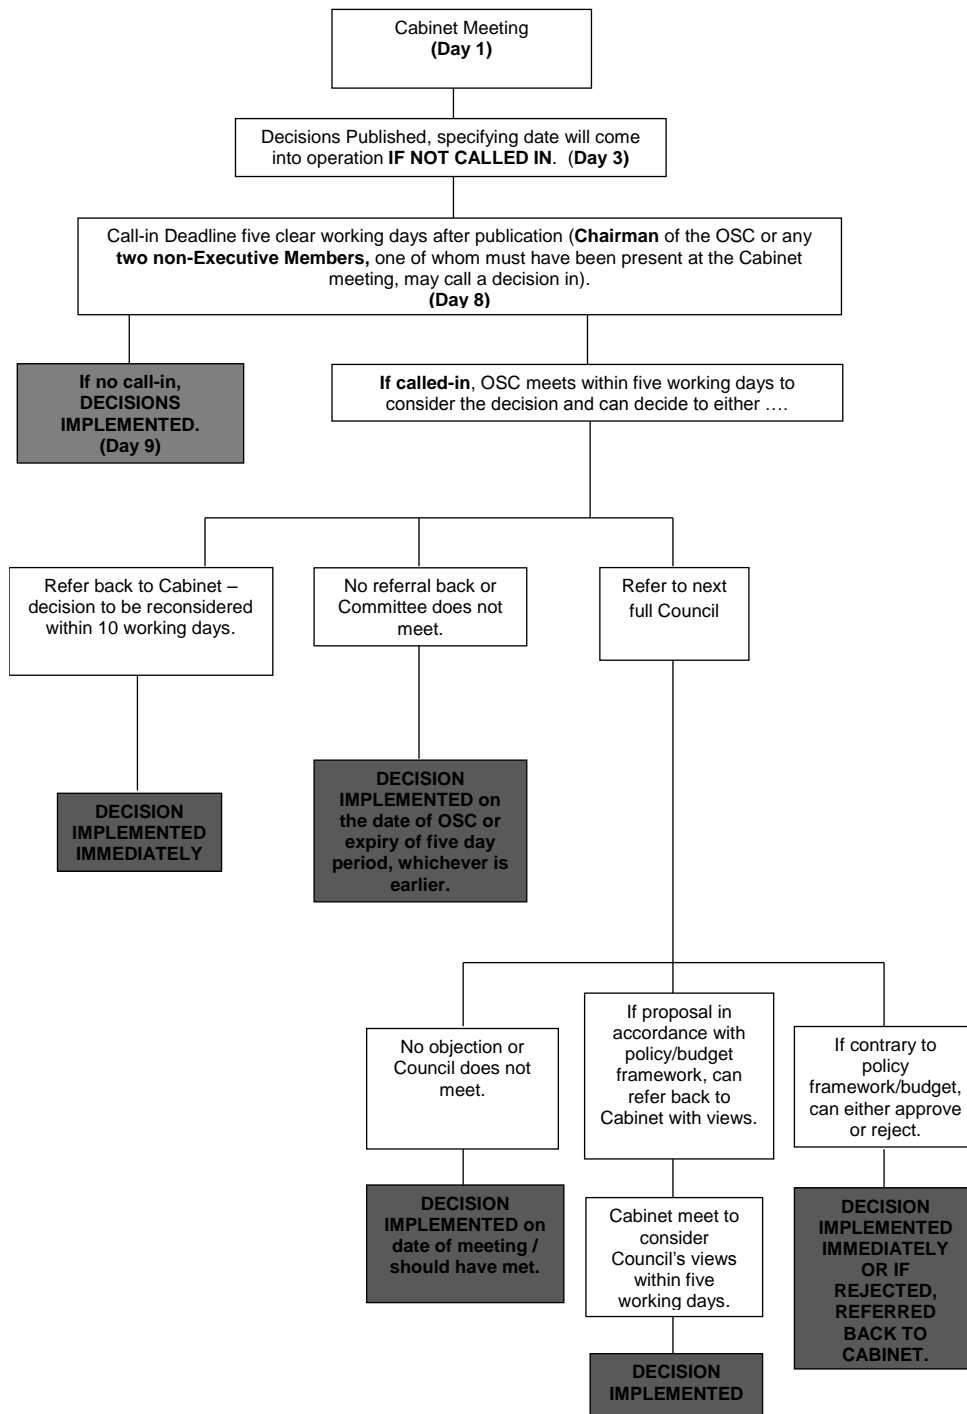 Cabinet Meeting
(Day 1)
Decisions Published, specifying date will come
into operation IF NOT CALLED IN. (Day 3)
Call-in Deadline five clear working days after publication (Chairman of the OSC or any
two non-Executive Members, one of whom must have been present at the Cabinet
meeting, may call a decision in).
(Day 8)
If no call-in,
DECISIONS
IMPLEMENTED.
(Day 9)
If called-in, OSC meets within five working days to
consider the decision and can decide to either ….
Refer back to Cabinet –
decision to be reconsidered
within 10 working days.
No referral back or
Committee does not
meet.
Refer to next
full Council
DECISION
IMPLEMENTED
IMMEDIATELY
DECISION
IMPLEMENTED on
the date of OSC or
expiry of five day
period, whichever is
earlier.
No objection or
Council does not
meet.
If proposal in
accordance with
policy/budget
framework, can
refer back to
Cabinet with views.
If contrary to
policy
framework/budget,
can either approve
or reject.
DECISION
IMPLEMENTED on
date of meeting /
should have met.
Cabinet meet to
consider
Council's views
within five
working days.
DECISION
IMPLEMENTED
IMMEDIATELY
OR IF
REJECTED,
REFERRED
BACK TO
CABINET.
DECISION
IMPLEMENTED